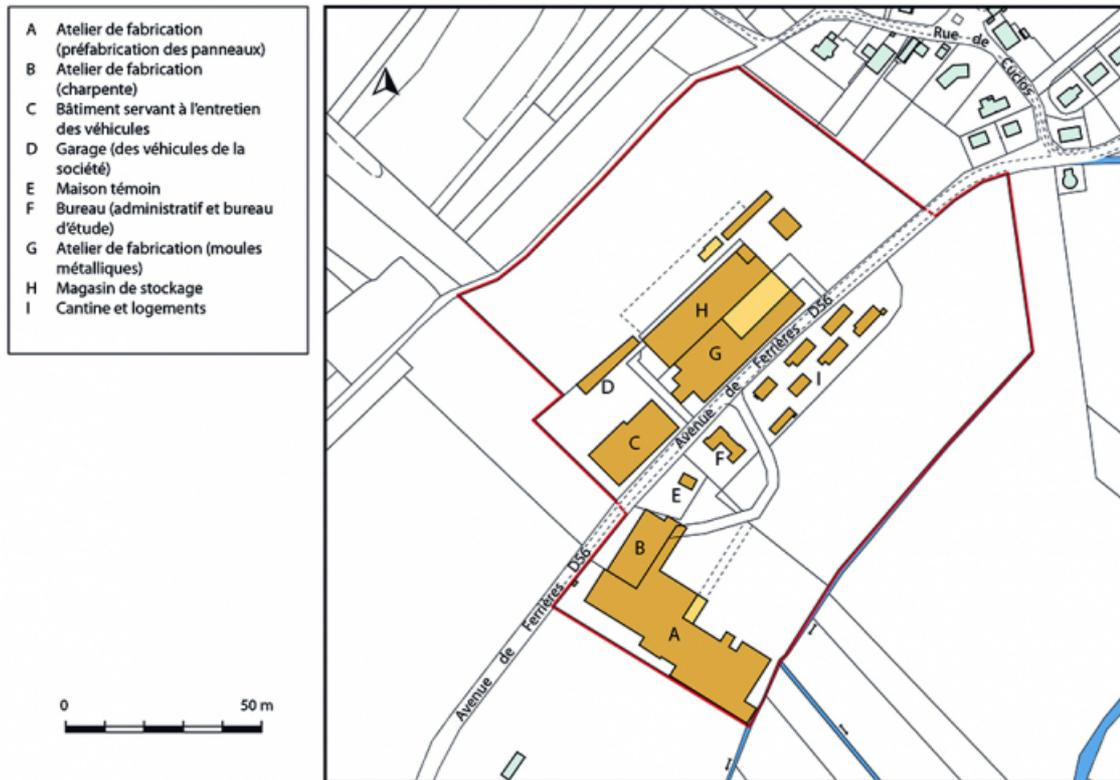 A Atelier de fabrication
(préfabrication des panneaux)
B Atelier de fabrication
(charpente)
C Bâtiment servant à l'entretien
des véhicules
D Garage (des véhicules de la
société)
E Maison témoin
F Bureau (administratif et bureau
d'étude)
G Atelier de fabrication (moules
métalliques)
H Magasin de stockage
I Cantine et logements
0 50 m
Rue de Cuclos
H
G
D
C
I
F
E
B
A
Avenue de Ferrières D56
Avenue de Ferrières D56